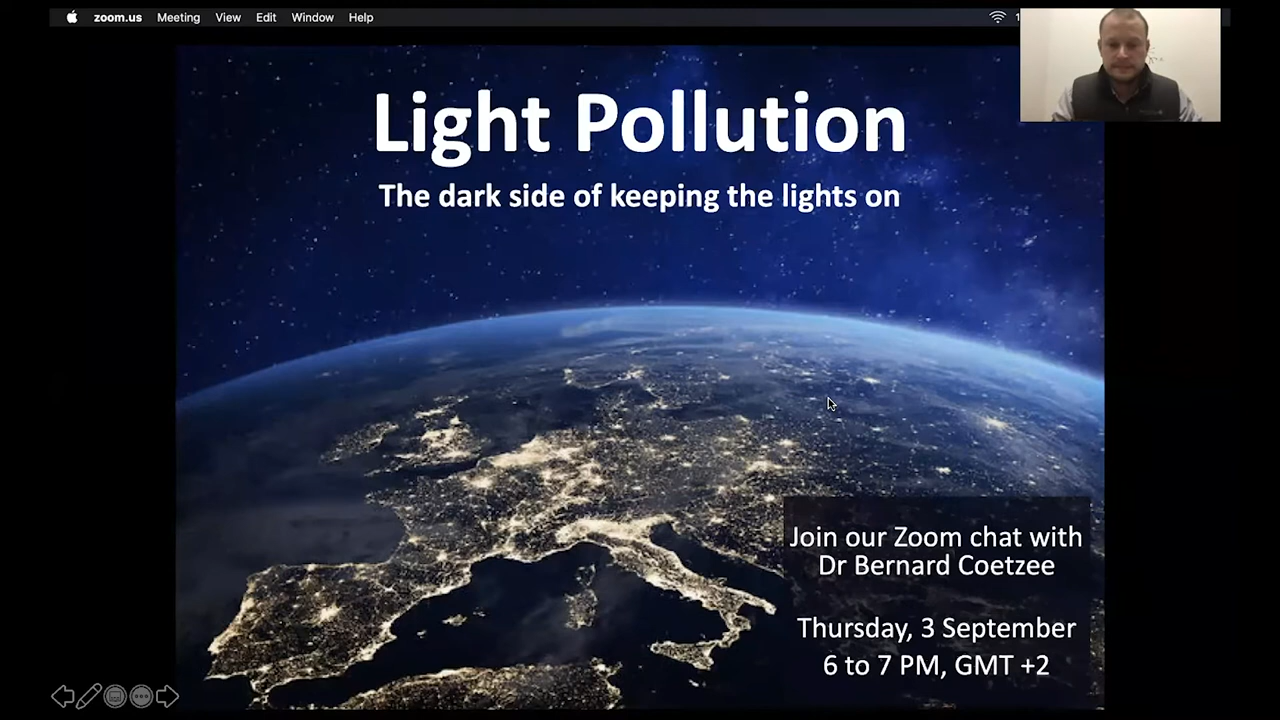 zoom.us Meeting View Edit Window Help
Light Pollution
The dark side of keeping the lights on
Join our Zoom chat with
Dr Bernard Coetzee
Thursday, 3 September
6 to 7 PM, GMT +2